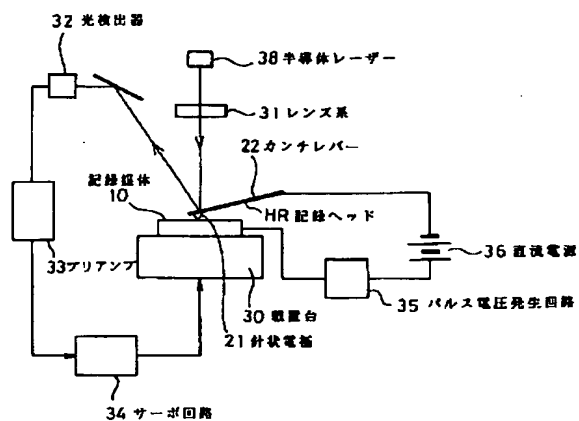 32 光検出器
38 半導体レーザー
31 レンズ系
22 カンチレバー
記録媒体
10
HR 記録ヘッド
36 直流電源
33 プリアンプ
30 載置台
35 パルス電圧発生回路
21 針状電極
34 サーボ回路